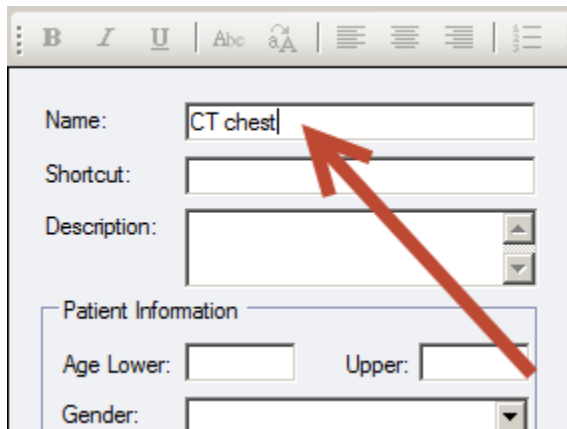 B I U Abc aA
Name: CT chest
Shortcut:
Description:
Patient Information
Age Lower: Upper:
Gender: